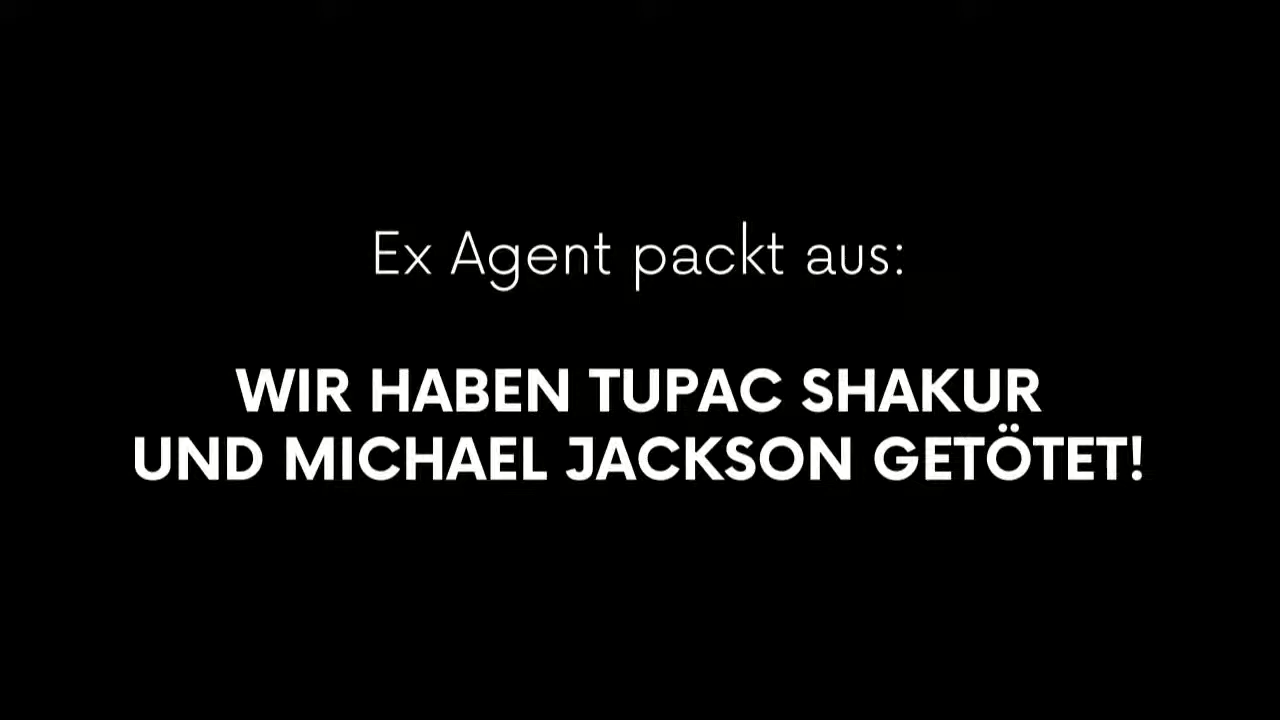 Ex Agent packt aus:
WIR HABEN TUPAC SHAKUR
UND MICHAEL JACKSON GETÖTET!